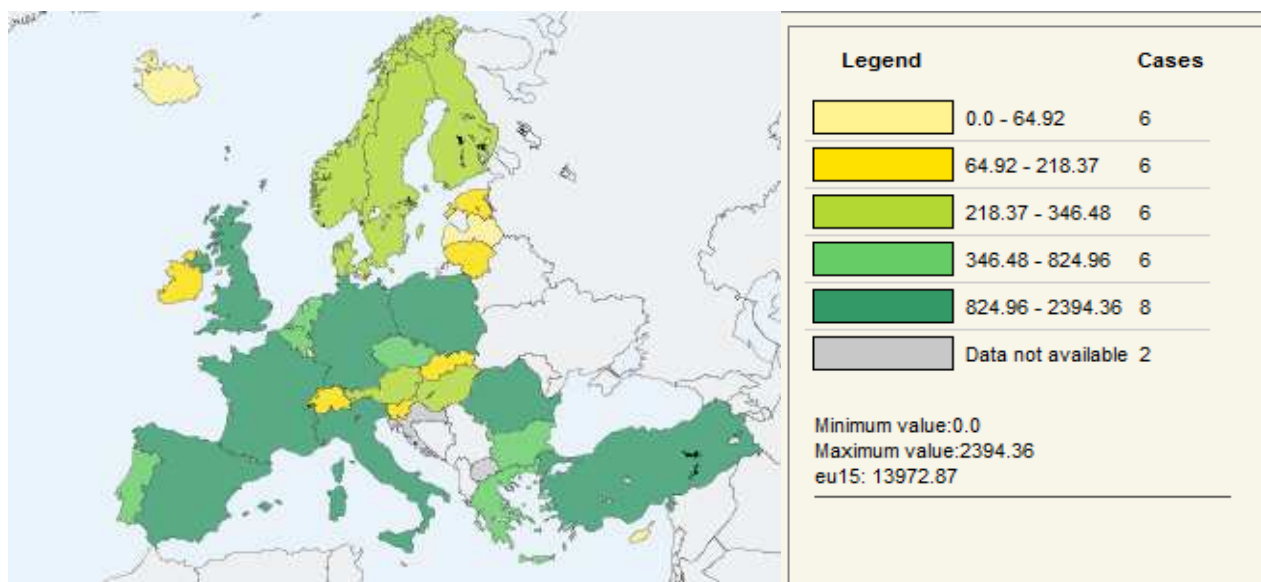 Legend Cases
0.0 - 64.92 6
64.92 - 218.37 6
218.37 - 346.48 6
346.48 - 824.96 6
824.96 - 2394.36 8
Data not available 2
Minimum value:0.0
Maximum value:2394.36
eu15: 13972.87